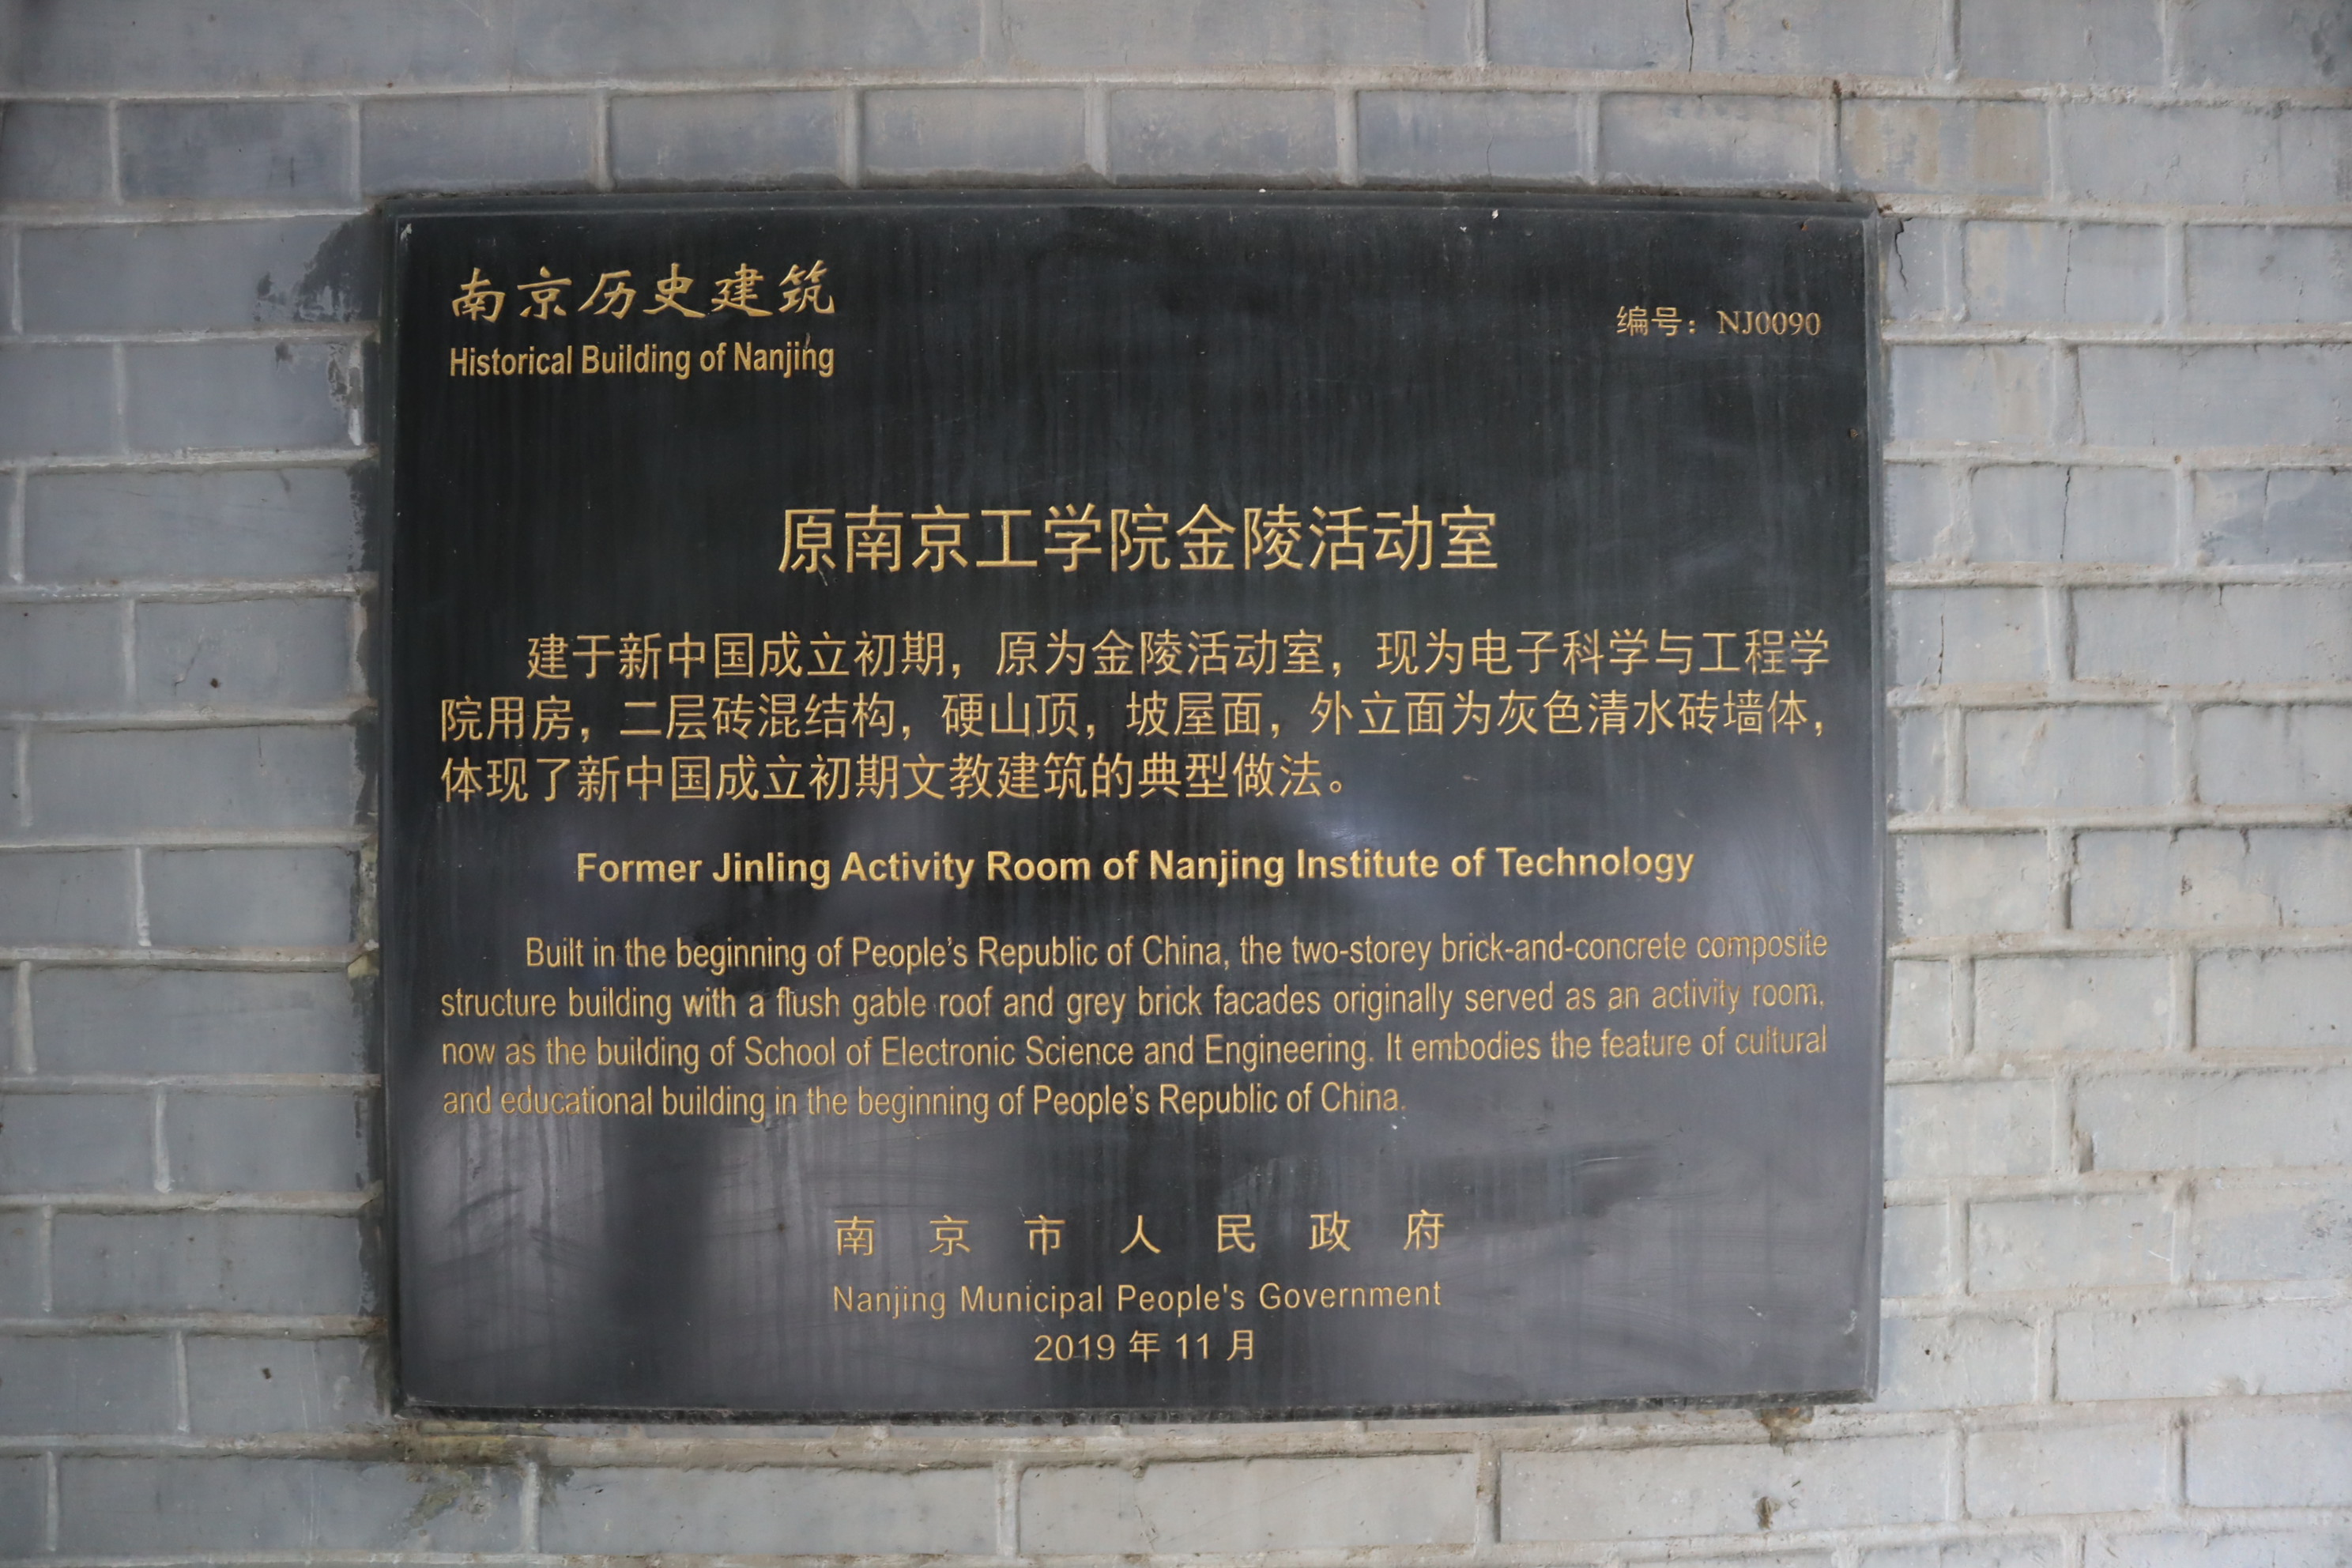 南京历史建筑
Historical Building of Nanjing
编号：NJ0090
原南京工学院金陵活动室
建于新中国成立初期，原为金陵活动室，现为电子科学与工程学
院用房，二层砖混结构，硬山顶，坡屋面，外立面为灰色清水砖墙体，
体现了新中国成立初期文教建筑的典型做法。
Former Jinling Activity Room of Nanjing Institute of Technology
Built in the beginning of People's Republic of China, the two-storey brick-and-concrete composite
structure building with a flush gable roof and grey brick facades originally served as an activity room,
now as the building of School of Electronic Science and Engineering. It embodies the feature of cultural
and educational building in the beginning of People's Republic of China.
南京市人民政府
Nanjing Municipal People's Government
2019 年 11 月